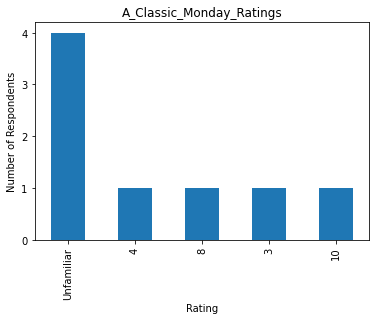 A_Classic_Monday_Ratings
Number of Respondents
4
3
2
1
0
Unfamiliar
4
8
3
10
Rating